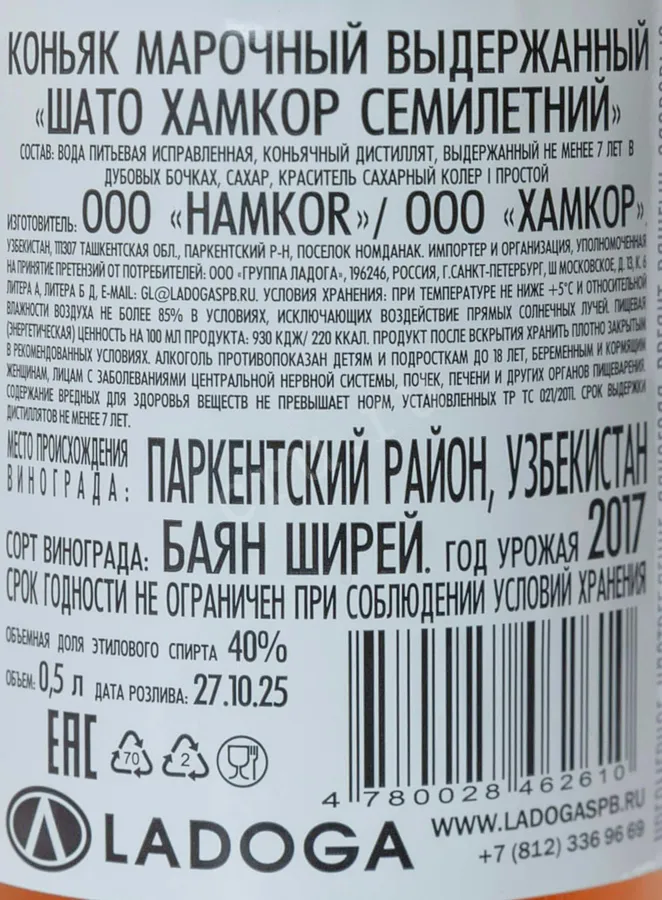 КОНЬЯК МАРОЧНЫЙ ВЫДЕРЖАННЫЙ
«ШАТО ХАМКОР СЕМИЛЕТНИЙ»
СОСТАВ: ВОДА ПИТЬЕВАЯ ИСПРАВЛЕННАЯ, КОНЬЯЧНЫЙ ДИСТИЛЛЯТ, ВЫДЕРЖАННЫЙ НЕ МЕНЕЕ 7 ЛЕТ В
ДУБОВЫХ БОЧКАХ, САХАР, КРАСИТЕЛЬ САХАРНЫЙ КОЛЕР I ПРОСТОЙ
ИЗГОТОВИТЕЛЬ: ООО «HAMKOR»/ ООО «ХАМКОР»,
УЗБЕКИСТАН, 111307 ТАШКЕНТСКАЯ ОБЛ., ПАРКЕНТСКИЙ Р-Н, ПОСЕЛОК НОМДАНАК. ИМПОРТЕР И ОРГАНИЗАЦИЯ, УПОЛНОМОЧЕННАЯ
НА ПРИНЯТИЕ ПРЕТЕНЗИЙ ОТ ПОТРЕБИТЕЛЕЙ: ООО «ГРУППА ЛАДОГА», 196246, РОССИЯ, Г.САНКТ-ПЕТЕРБУРГ, Ш МОСКОВСКОЕ, Д. 13, К. 6
ЛИТЕРА А, ЛИТЕРА Б Д, E-MAIL: GL@LADOGASPB.RU. УСЛОВИЯ ХРАНЕНИЯ: ПРИ ТЕМПЕРАТУРЕ НЕ НИЖЕ +5°С И ОТНОСИТЕЛЬНОЙ
ВЛАЖНОСТИ ВОЗДУХА НЕ БОЛЕЕ 85% В УСЛОВИЯХ, ИСКЛЮЧАЮЩИХ ВОЗДЕЙСТВИЕ ПРЯМЫХ СОЛНЕЧНЫХ ЛУЧЕЙ. ПИЩЕВАЯ
(ЭНЕРГЕТИЧЕСКАЯ) ЦЕННОСТЬ НА 100 МЛ ПРОДУКТА: 930 КДЖ/ 220 ККАЛ. ПРОДУКТ ПОСЛЕ ВСКРЫТИЯ ХРАНИТЬ ПЛОТНО ЗАКРЫТЫМ
В РЕКОМЕНДОВАННЫХ УСЛОВИЯХ. АЛКОГОЛЬ ПРОТИВОПОКАЗАН ДЕТЯМ И ПОДРОСТКАМ ДО 18 ЛЕТ, БЕРЕМЕННЫМ И КОРМЯЩИМ
ЖЕНЩИНАМ, ЛИЦАМ С ЗАБОЛЕВАНИЯМИ ЦЕНТРАЛЬНОЙ НЕРВНОЙ СИСТЕМЫ, ПОЧЕК, ПЕЧЕНИ И ДРУГИХ ОРГАНОВ ПИЩЕВАРЕНИЯ.
СОДЕРЖАНИЕ ВРЕДНЫХ ДЛЯ ЗДОРОВЬЯ ВЕЩЕСТВ НЕ ПРЕВЫШАЕТ НОРМ, УСТАНОВЛЕННЫХ ТР ТС 021/2011. СРОК ВЫДЕРЖКИ
ДИСТИЛЛЯТОВ НЕ МЕНЕЕ 7 ЛЕТ.
МЕСТО ПРОИСХОЖДЕНИЯ
ВИНОГРАДА: ПАРКЕНТСКИЙ РАЙОН, УЗБЕКИСТАН
СОРТ ВИНОГРАДА: БАЯН ШИРЕЙ. ГОД УРОЖАЯ 2017
СРОК ГОДНОСТИ НЕ ОГРАНИЧЕН ПРИ СОБЛЮДЕНИИ УСЛОВИЙ ХРАНЕНИЯ
ОБЪЕМНАЯ ДОЛЯ ЭТИЛОВОГО СПИРТА 40%
ОБЪЕМ: 0,5 Л ДАТА РОЗЛИВА: 27.10.25
EAC 70 2
4 780028 462610
LADOGA
WWW.LADOGASPB.RU
+7 (812) 336 96 69